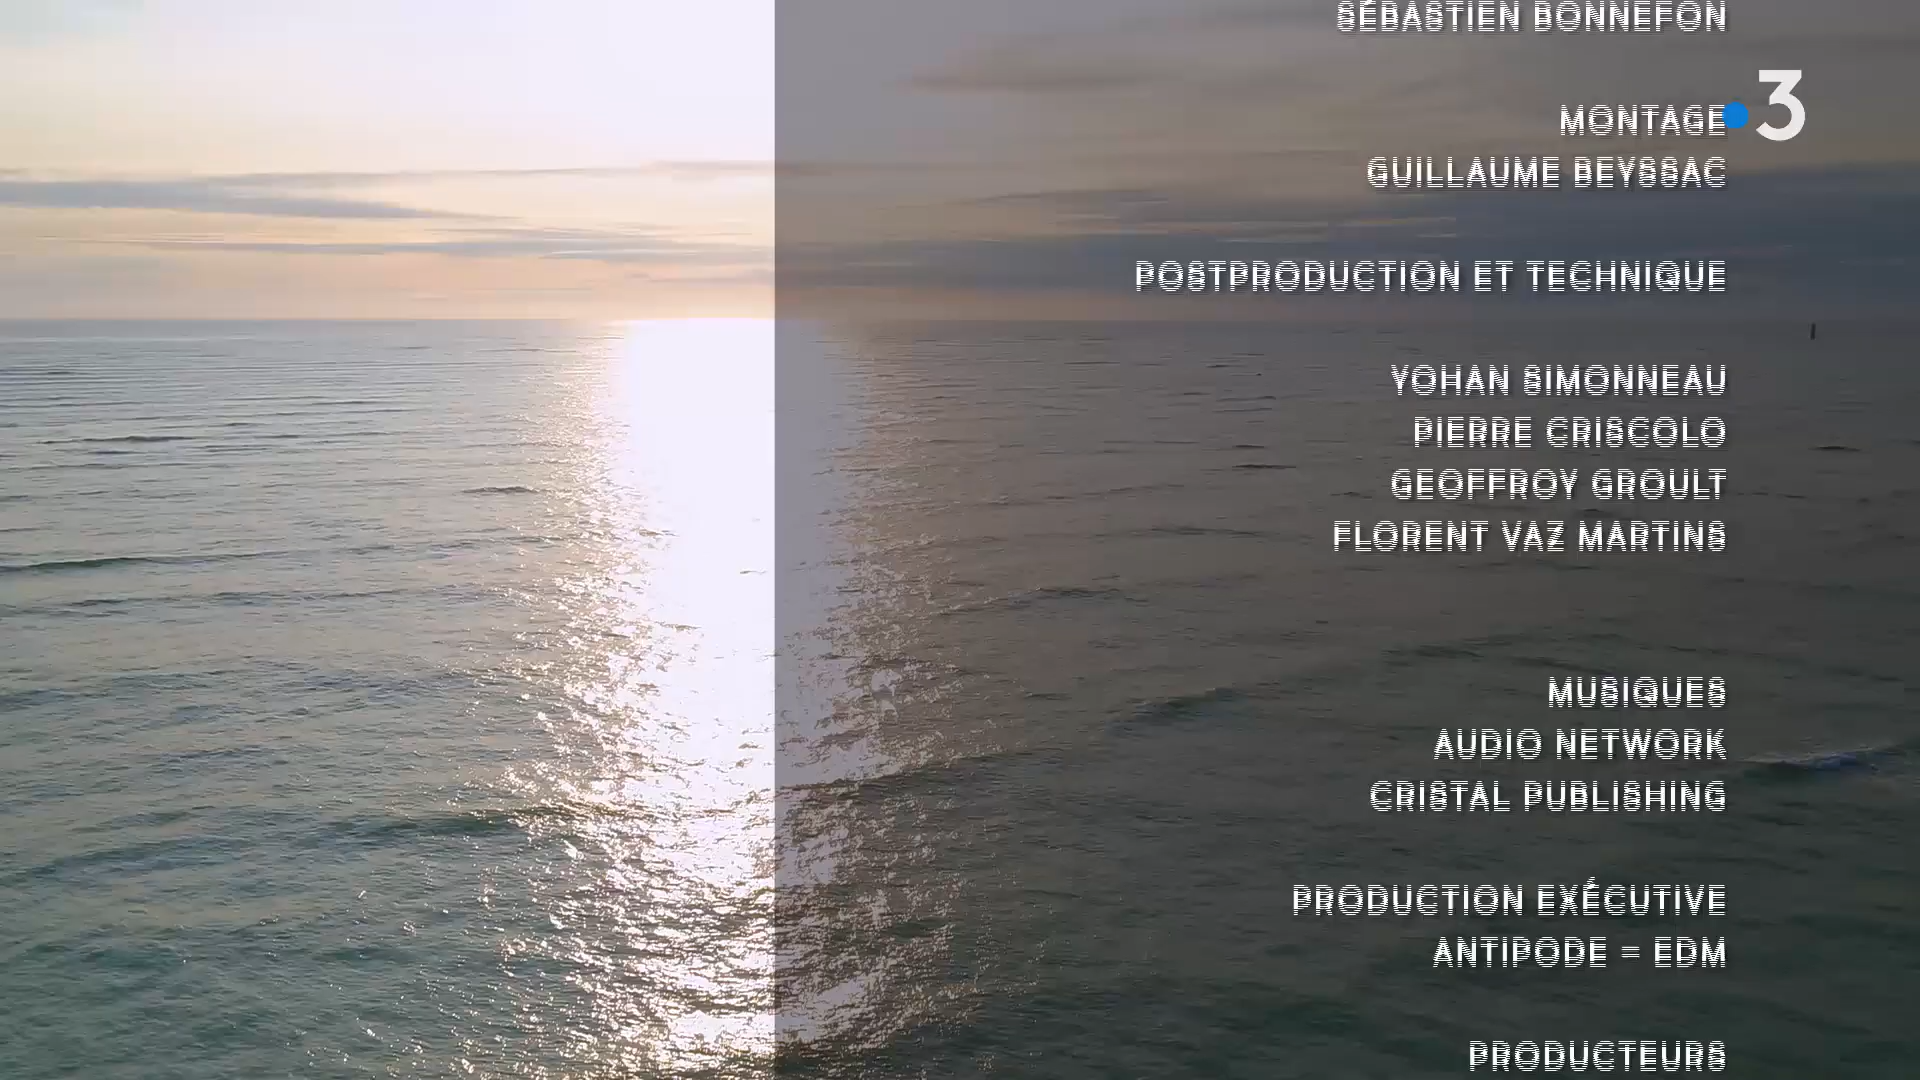 SÉBASTIEN BONNEFON
3
MONTAGE
GUILLAUME BEYSSAC
POSTPRODUCTION ET TECHNIQUE
YOHAN SIMONNEAU
PIERRE CRISCOLO
GEOFFROY GROULT
FLORENT VAZ MARTINS
MUSIQUES
AUDIO NETWORK
CRISTAL PUBLISHING
PRODUCTION EXÉCUTIVE
ANTIPODE - EDM
PRODUCTEURS